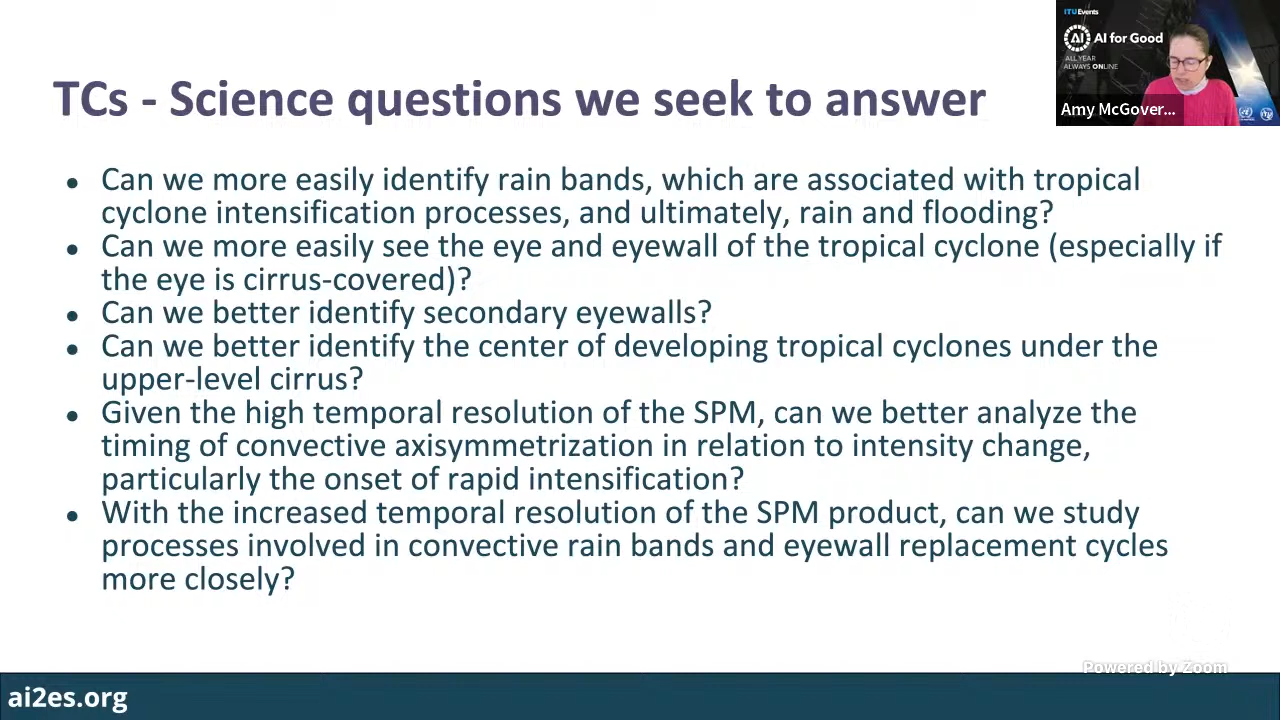 TCs - Science questions we seek to answer
ITUEvents
AI
AI for Good
ALL YEAR
ALWAYS ONLINE
Amy McGover...
• Can we more easily identify rain bands, which are associated with tropical
cyclone intensification processes, and ultimately, rain and flooding?
• Can we more easily see the eye and eyewall of the tropical cyclone (especially if
the eye is cirrus-covered)?
• Can we better identify secondary eyewalls?
• Can we better identify the center of developing tropical cyclones under the
upper-level cirrus?
• Given the high temporal resolution of the SPM, can we better analyze the
timing of convective axisymmetrization in relation to intensity change,
particularly the onset of rapid intensification?
• With the increased temporal resolution of the SPM product, can we study
processes involved in convective rain bands and eyewall replacement cycles
more closely?
Powered by Zoom
ai2es.org